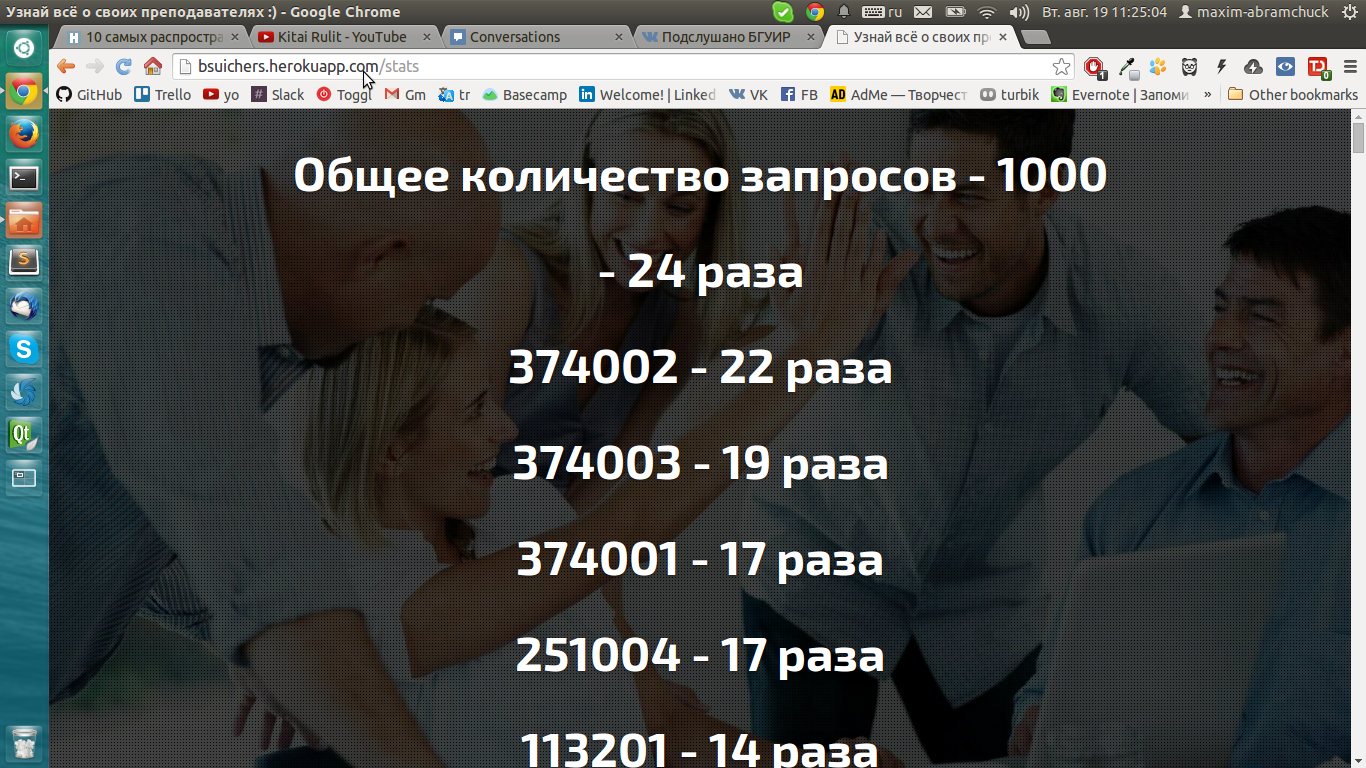 Узнай всё о своих преподавателях :) - Google Chrome
ru
Вт. авг. 19 11:25:04
maxim-abramchuck
10 самых распростра
Kitai Rulit - YouTube
Conversations
Подслушано БГУИР
Узнай всё о своих пр
bsuichers.herokuapp.com/stats
1
0
GitHub
Trello
yo
Slack
Toggl
Gm
tr
Basecamp
Welcome! | Linked
VK
FB
AdMe — Творчест
turbik
Evernote | Запоми
»
Other bookmarks
Общее количество запросов - 1000
- 24 раза
374002 - 22 раза
374003 - 19 раза
374001 - 17 раза
251004 - 17 раза
113201 - 14 раза